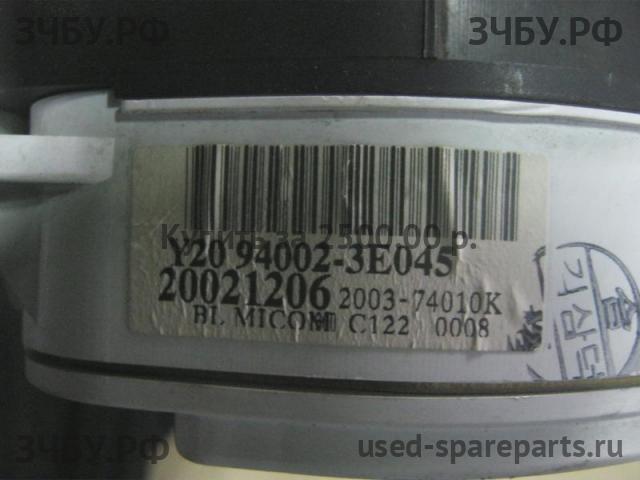 ЗЧБУ.РФ ЗЧБУ.РФ
Купить за 2500.00 р.
Y20 94002-3E045
20021206 2003-74010K
BL MICOM C122 0008
ЗЧБУ.РФ
used-spareparts.ru